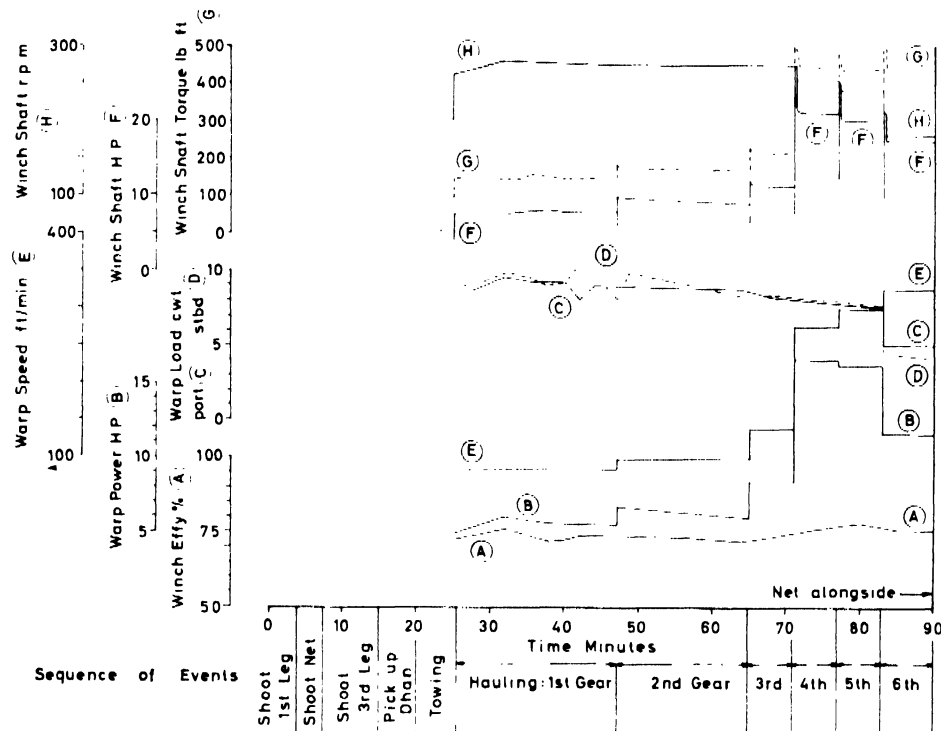 Winch Shaft rpm
(H)
300
100
Winch Shaft HP (F)
20
10
0
Winch Shaft Torque lb ft (G)
500
400
300
200
100
0
Warp Speed ft/min (E)
400
100
Warp Power HP (B)
15
10
5
Warp Load cwt
port (C) stbd (D)
10
5
0
Winch Effy % (A)
100
75
50
H
G
F
F
F
H
F
G
F
D
C
E
C
D
B
E
B
A
A
Net alongside
0 10 20 30 40 50 60 70 80 90
Time Minutes
Sequence of Events
Shoot 1st Leg
Shoot Net
Shoot 3rd Leg
Pick up Dhan
Towing
Hauling: 1st Gear
2nd Gear
3rd
4th
5th
6th